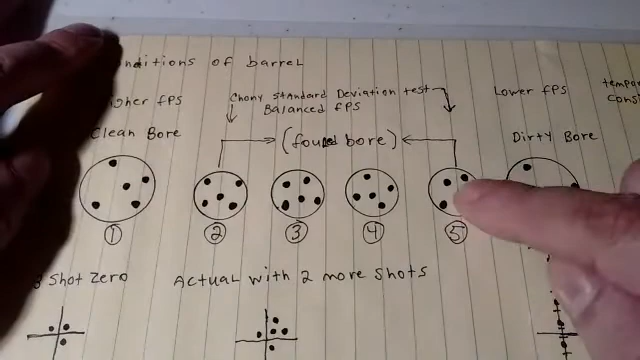 onditions of barrel
igher fps
Chony Standard Deviation test
Balanced fps
Lower fps
tempo
consi
Clean Bore
(fouled bore)
Dirty Bore
1
2
3
4
5
Shot Zero
Actual with 2 more shots